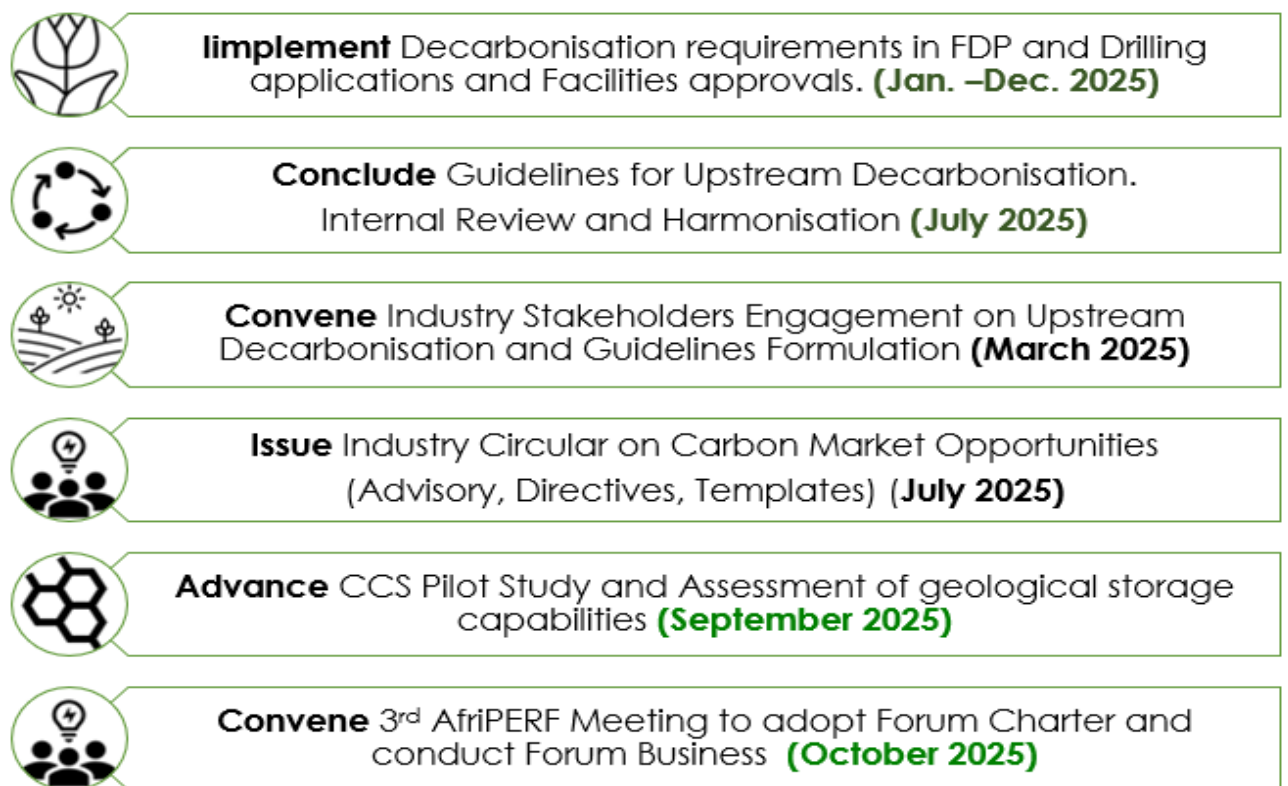 Iimplement Decarbonisation requirements in FDP and Drilling
applications and Facilities approvals. (Jan. –Dec. 2025)
Conclude Guidelines for Upstream Decarbonisation.
Internal Review and Harmonisation (July 2025)
Convene Industry Stakeholders Engagement on Upstream
Decarbonisation and Guidelines Formulation (March 2025)
Issue Industry Circular on Carbon Market Opportunities
(Advisory, Directives, Templates) (July 2025)
Advance CCS Pilot Study and Assessment of geological storage
capabilities (September 2025)
Convene 3rd AfriPERF Meeting to adopt Forum Charter and
conduct Forum Business (October 2025)